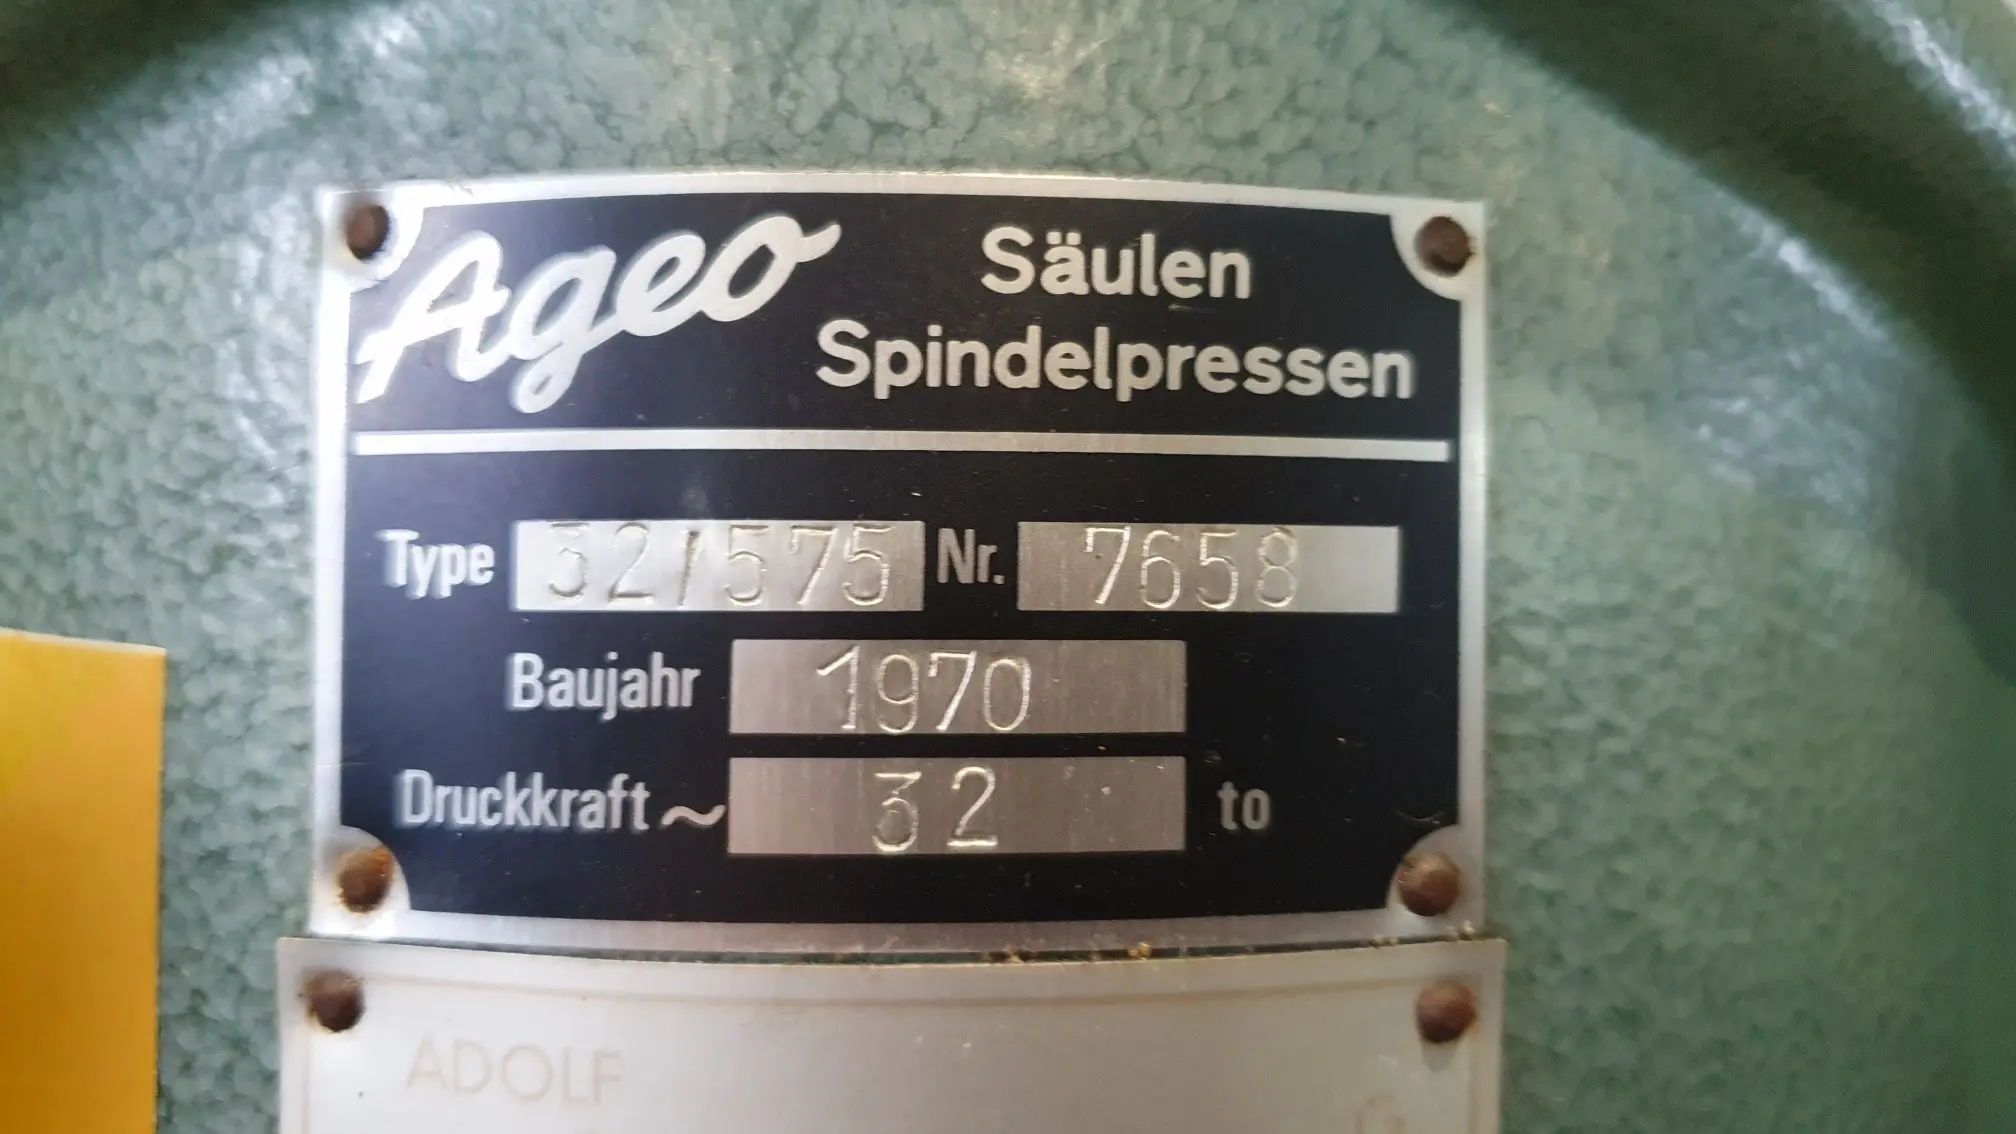 Ageo Säulen
Spindelpressen
Type 32/575 Nr. 7658
Baujahr 1970
Druckkraft ~ 32 to
ADOLF
G